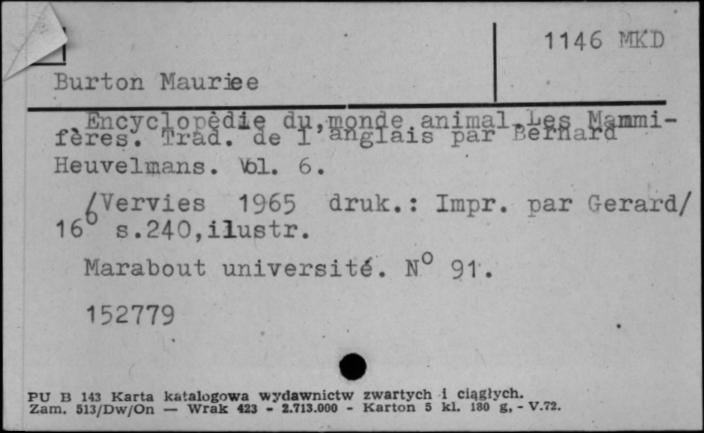 1146 MKD
Burton Maurice
Encyclopèdie du monde animal. Les Mammi-
fères. Trad. de l'anglais par Bernard
Heuvelmans. Vol. 6.
/Vervies 1965 druk.: Impr. par Gerard/
16° s.240,ilustr.
Marabout université. N° 91.
152779
PU B 143 Karta katalogowa wydawnictw zwartych i ciągłych.
Zam. 513/Dw/On — Wrak 423 - 2.713.000 - Karton 5 kl. 180 g, - V.72.